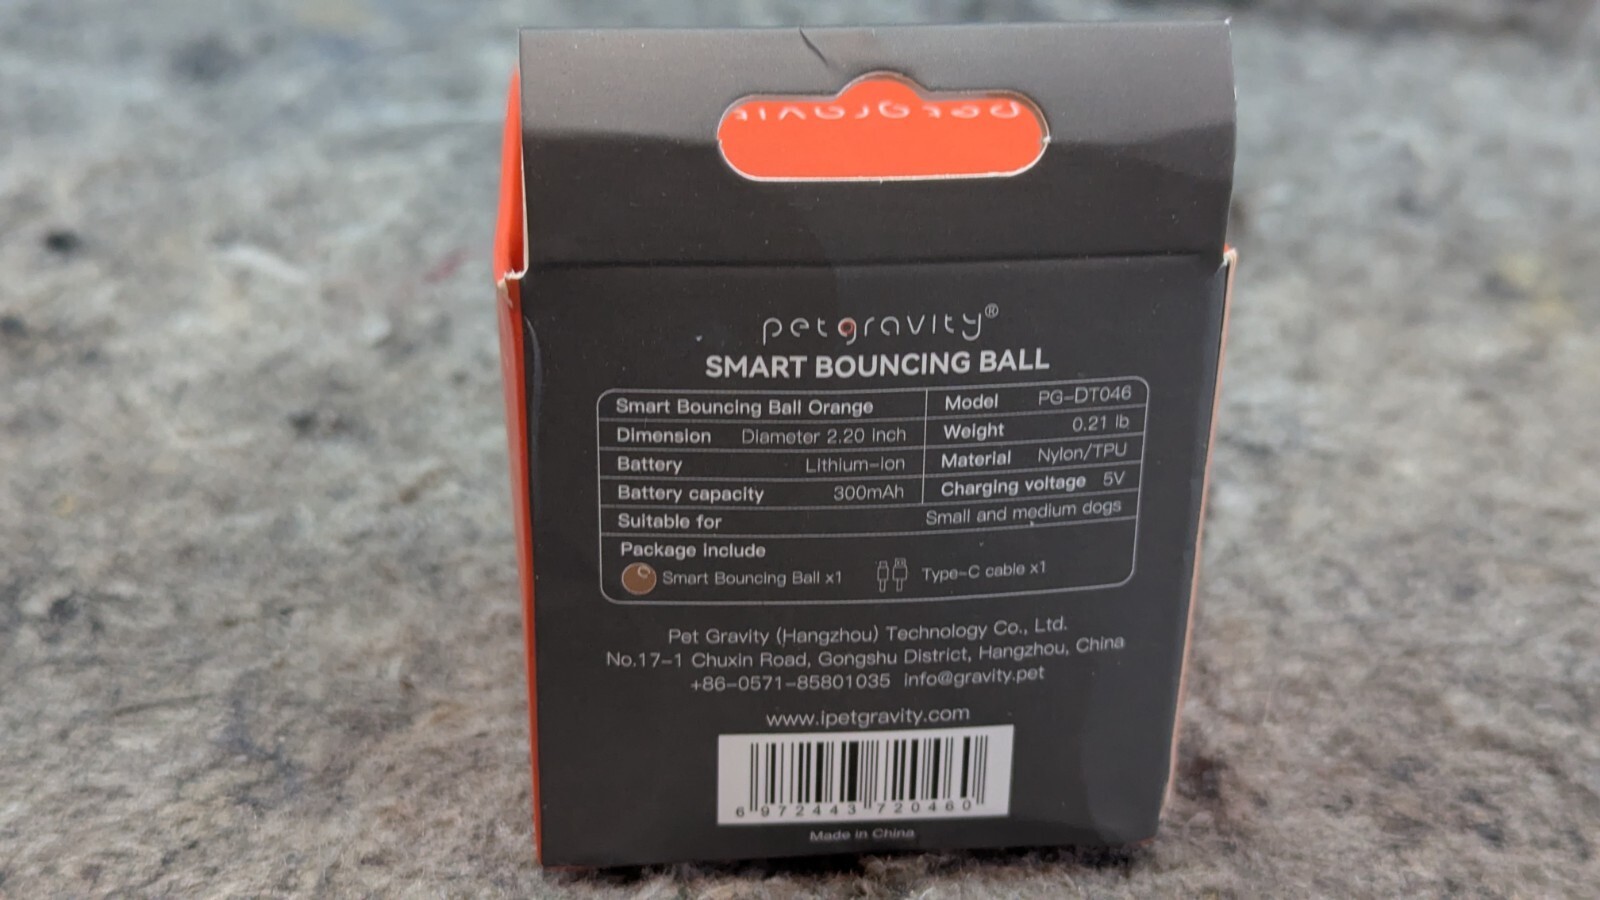 petgravity
petgravity®
SMART BOUNCING BALL
Smart Bouncing Ball Orange
Model PG-DT046
Dimension Diameter 2.20 Inch
Weight 0.21 lb
Battery Lithium-ion
Material Nylon/TPU
Battery capacity 300mAh
Charging voltage 5V
Suitable for Small and medium dogs
Package include
Smart Bouncing Ball x1 Type-C cable x1
Pet Gravity (Hangzhou) Technology Co., Ltd.
No.17-1 Chuxin Road, Gongshu District, Hangzhou, China
+86-0571-85801035 info@gravity.pet
www.ipetgravity.com
6 972443 720460
Made in China